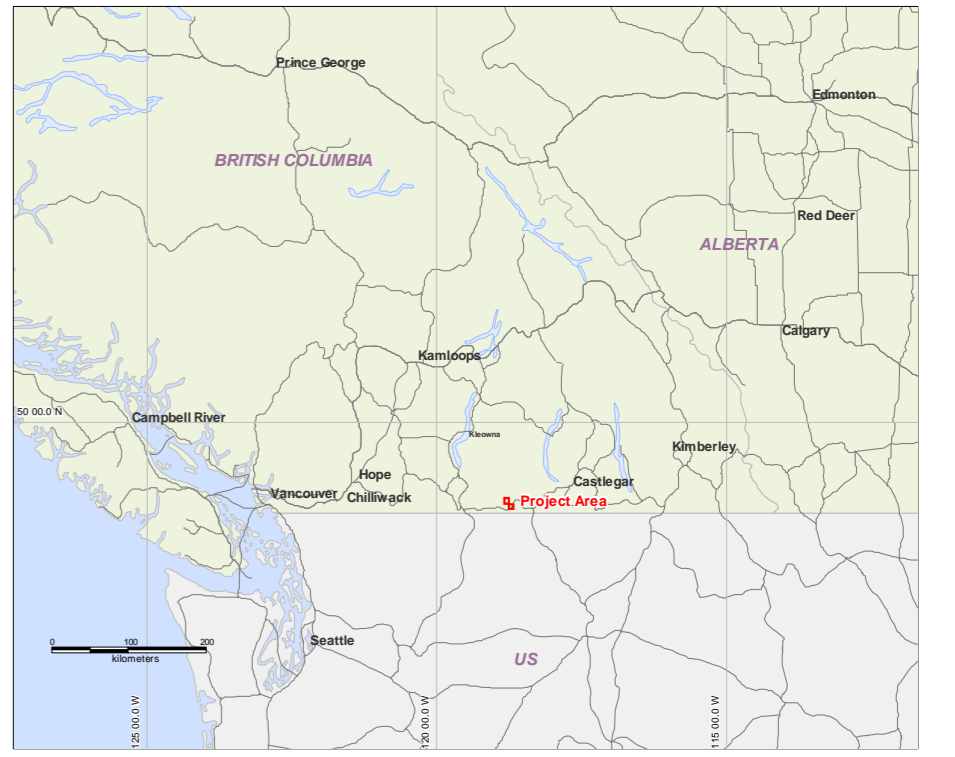 Prince George
Edmonton
BRITISH COLUMBIA
Red Deer
ALBERTA
Calgary
Kamloops
50 00.0 N
Campbell River
Kleowna
Kimberley
Hope
Castlegar
Vancouver
Chilliwack
Project Area
0 100 200
kilometers
Seattle
US
125 00.0 W
120 00.0 W
115 00.0 W